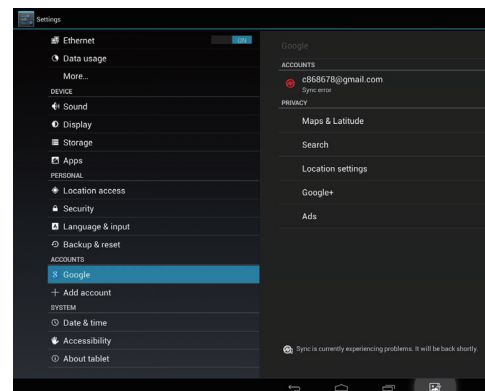 Settings
Ethernet
ON
Data usage
More...
DEVICE
Sound
Display
Storage
Apps
PERSONAL
Location access
Security
Language & input
Backup & reset
ACCOUNTS
Google
Add account
SYSTEM
Date & time
Accessibility
About tablet
Google
ACCOUNTS
c868678@gmail.com
Sync error
PRIVACY
Maps & Latitude
Search
Location settings
Google+
Ads
Sync is currently experiencing problems. It will be back shortly.